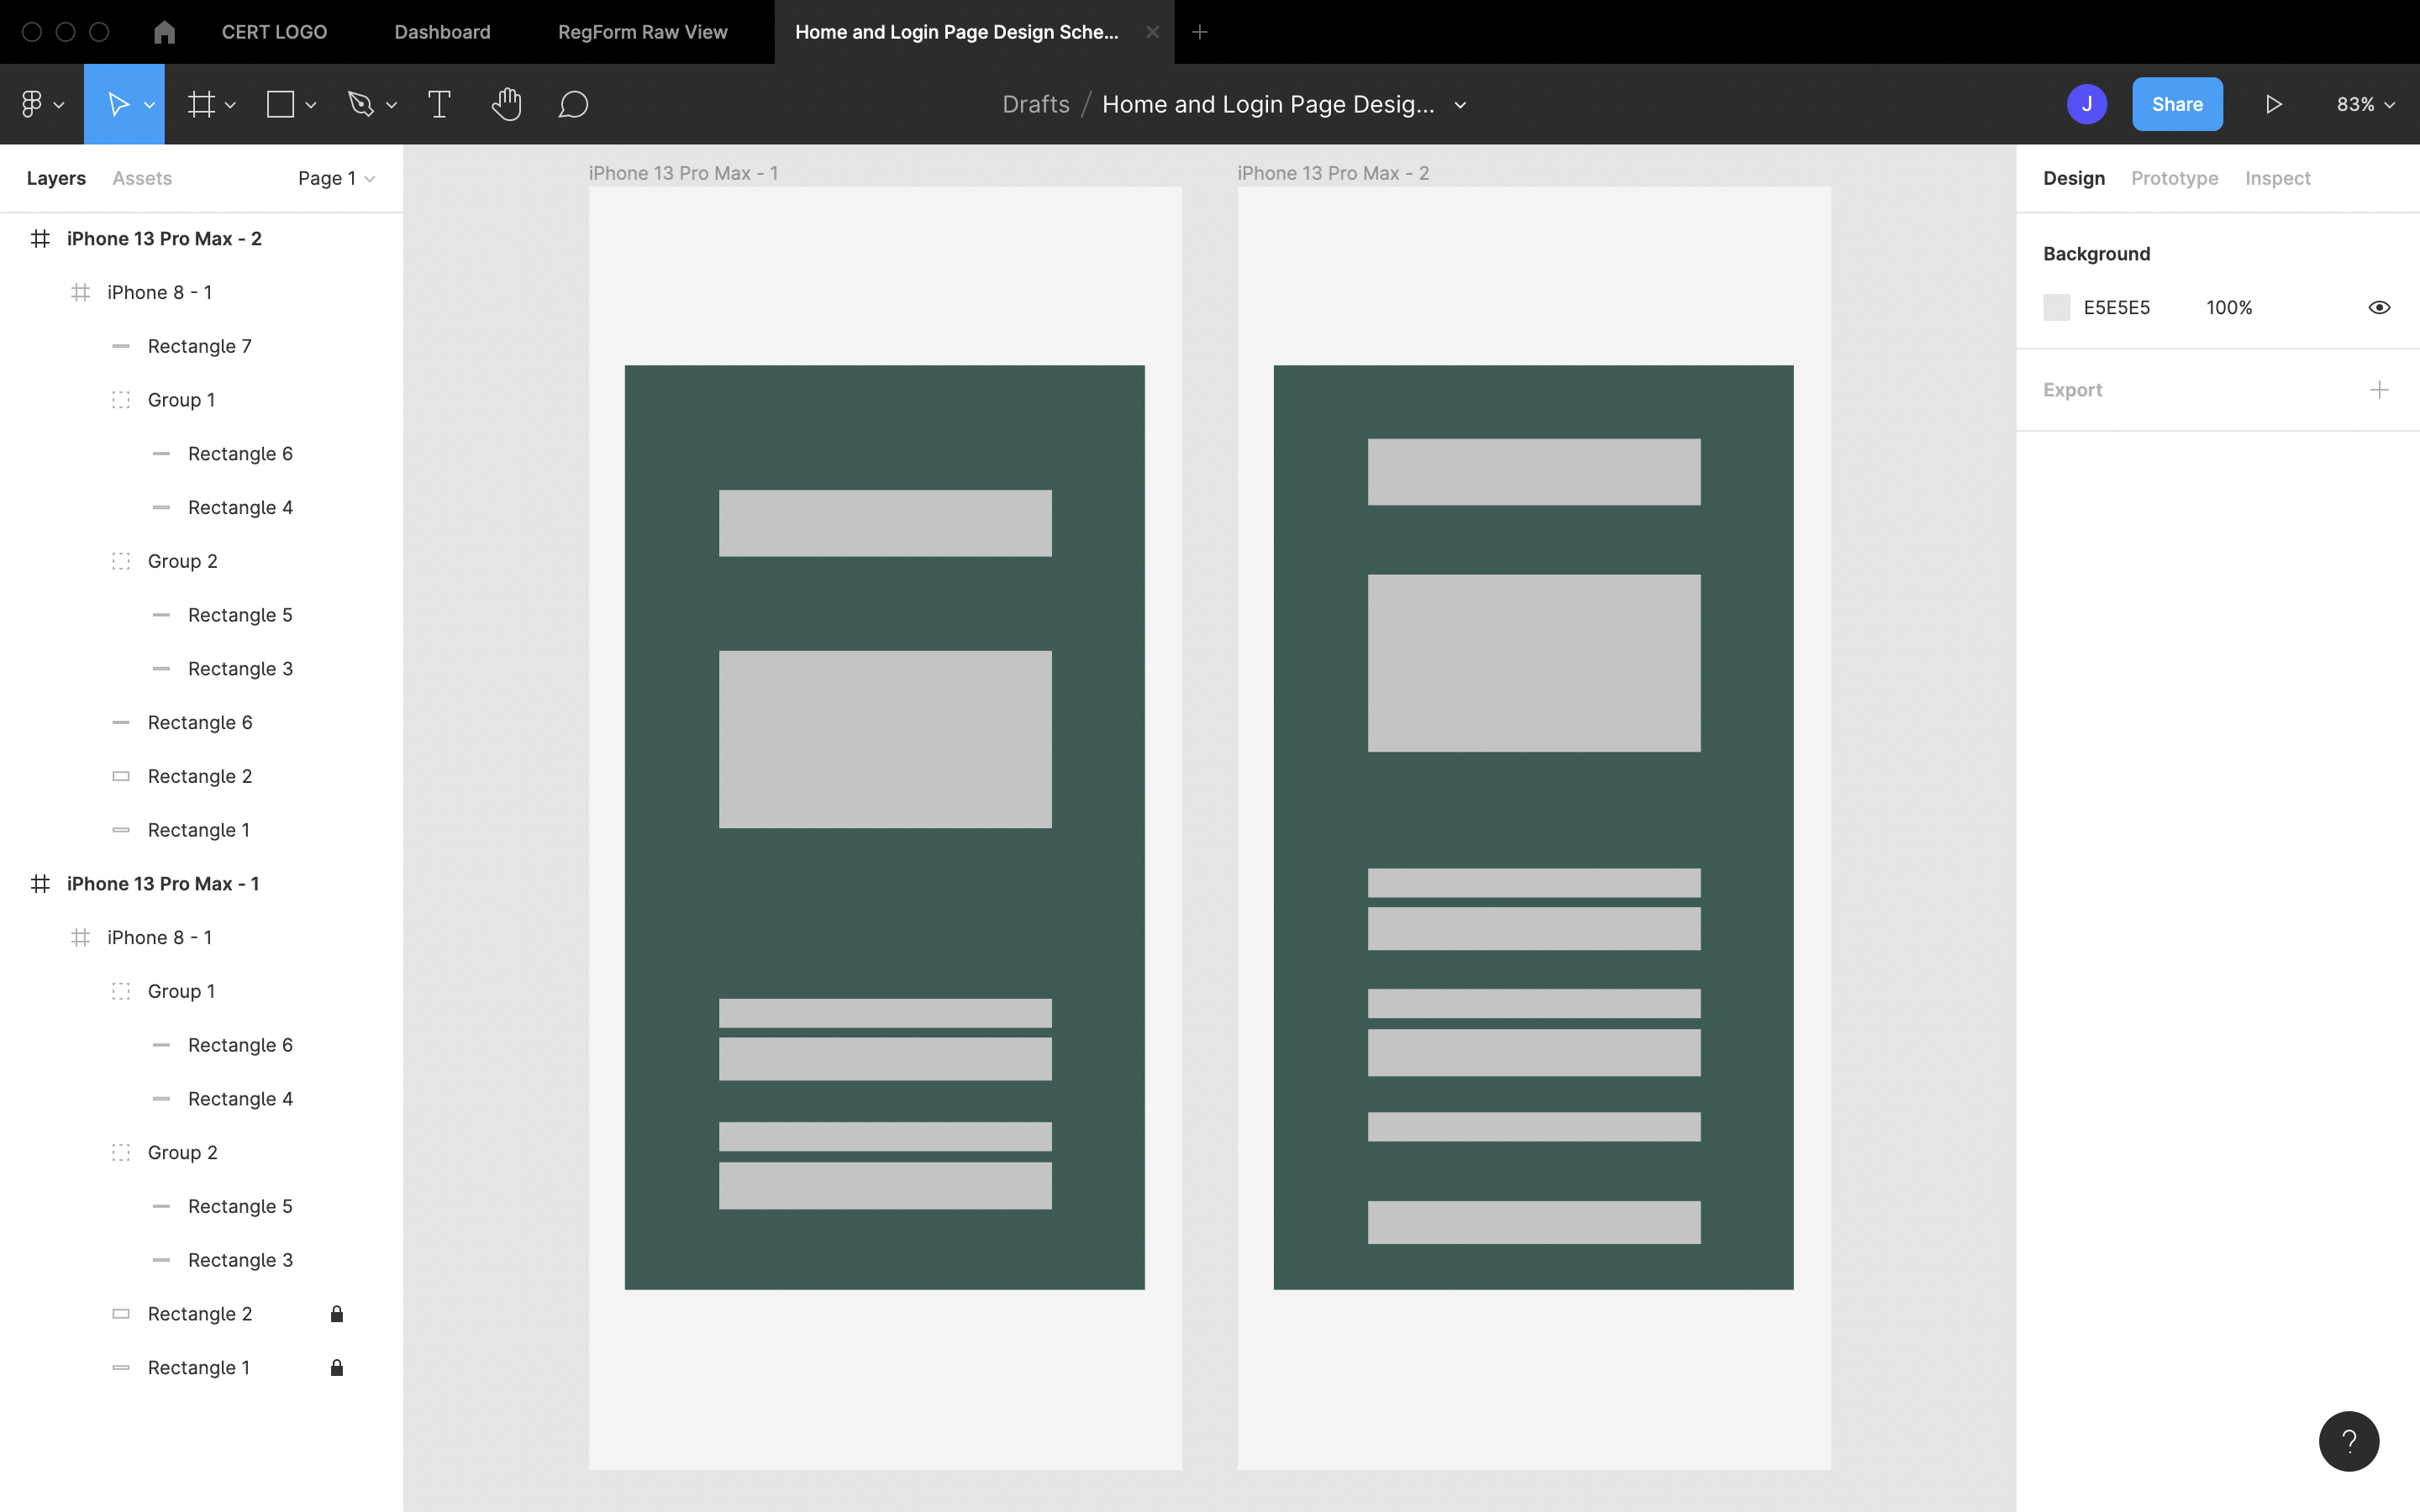 CERT LOGO
Dashboard
RegForm Raw View
Home and Login Page Design Sche...
Drafts / Home and Login Page Desig...
J
Share
83%
Layers
Assets
Page 1
iPhone 13 Pro Max - 2
iPhone 8 - 1
Rectangle 7
Group 1
Rectangle 6
Rectangle 4
Group 2
Rectangle 5
Rectangle 3
Rectangle 6
Rectangle 2
Rectangle 1
iPhone 13 Pro Max - 1
iPhone 8 - 1
Group 1
Rectangle 6
Rectangle 4
Group 2
Rectangle 5
Rectangle 3
Rectangle 2
Rectangle 1
iPhone 13 Pro Max - 1
iPhone 13 Pro Max - 2
Design
Prototype
Inspect
Background
E5E5E5
100%
Export
?